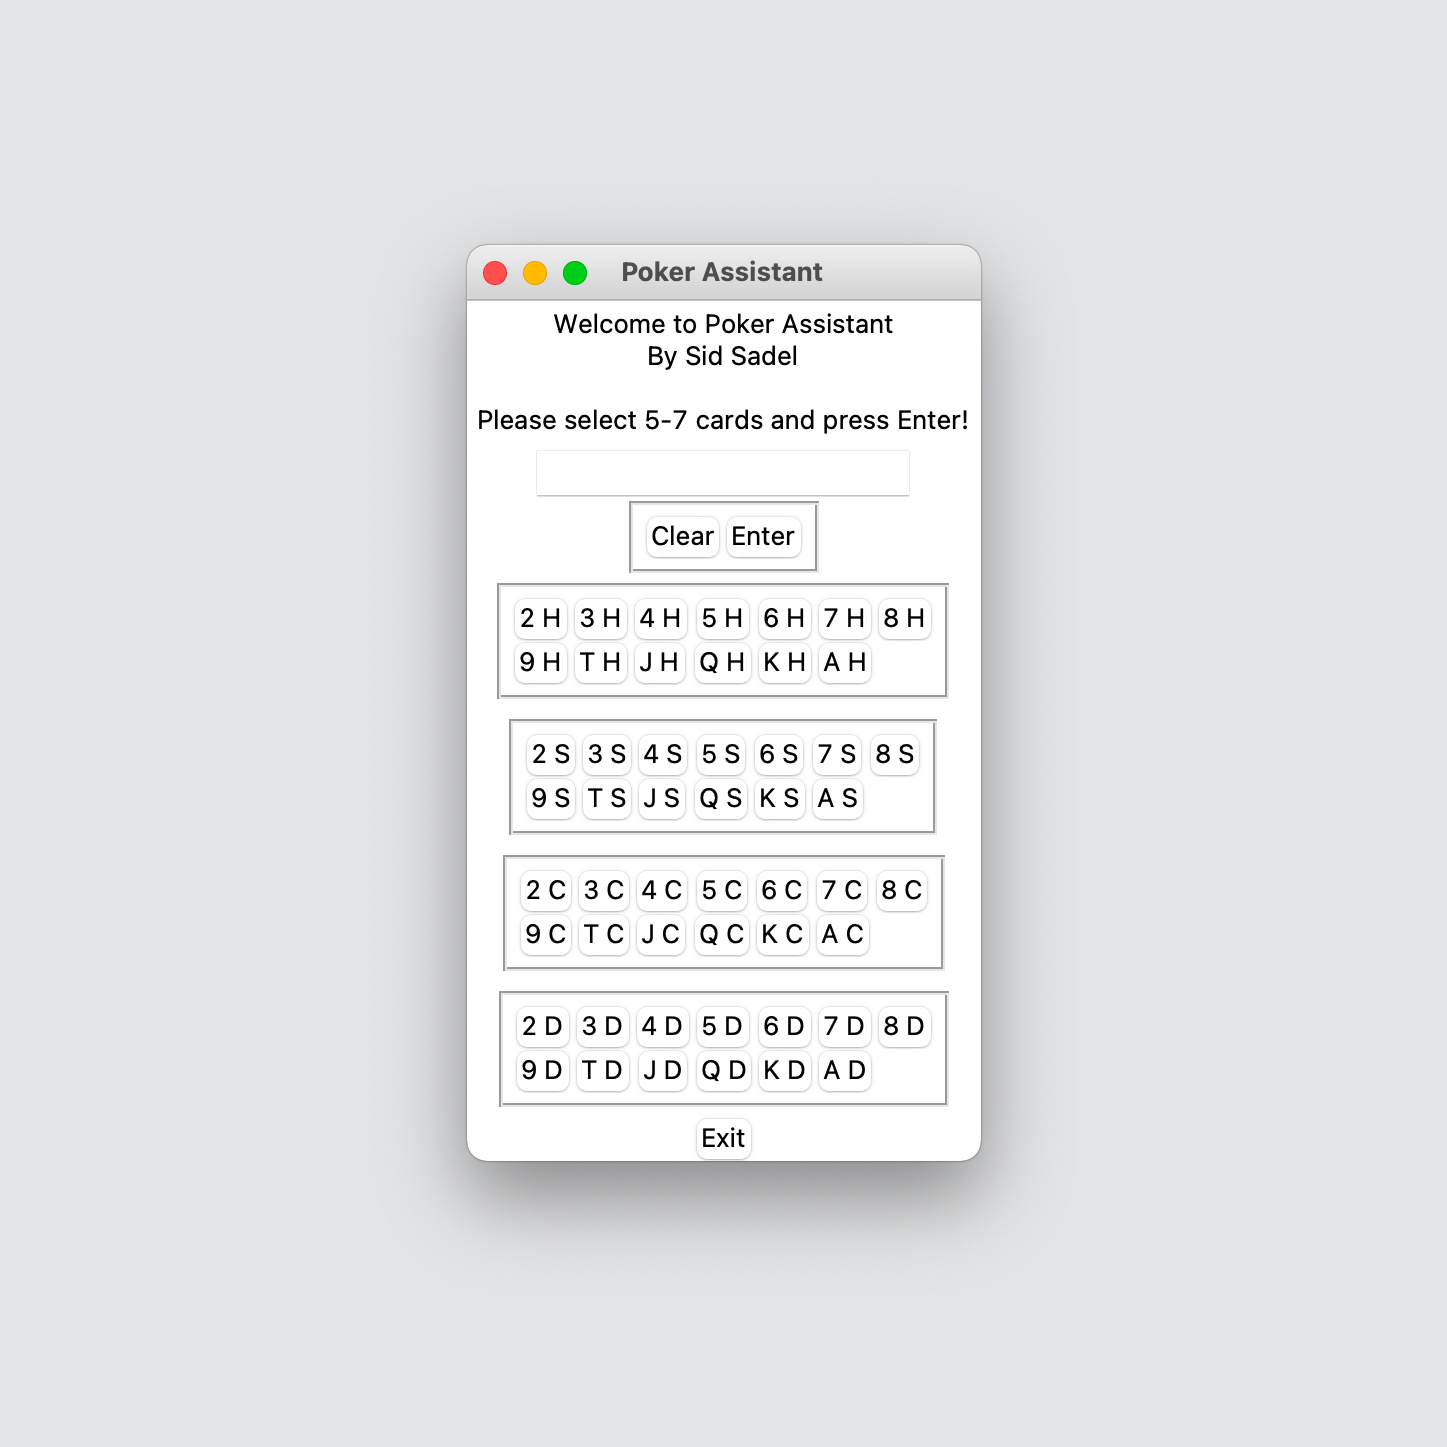 Poker Assistant
Welcome to Poker Assistant
By Sid Sadel
Please select 5-7 cards and press Enter!
Clear Enter
2 H 3 H 4 H 5 H 6 H 7 H 8 H
9 H T H J H Q H K H A H
2 S 3 S 4 S 5 S 6 S 7 S 8 S
9 S T S J S Q S K S A S
2 C 3 C 4 C 5 C 6 C 7 C 8 C
9 C T C J C Q C K C A C
2 D 3 D 4 D 5 D 6 D 7 D 8 D
9 D T D J D Q D K D A D
Exit